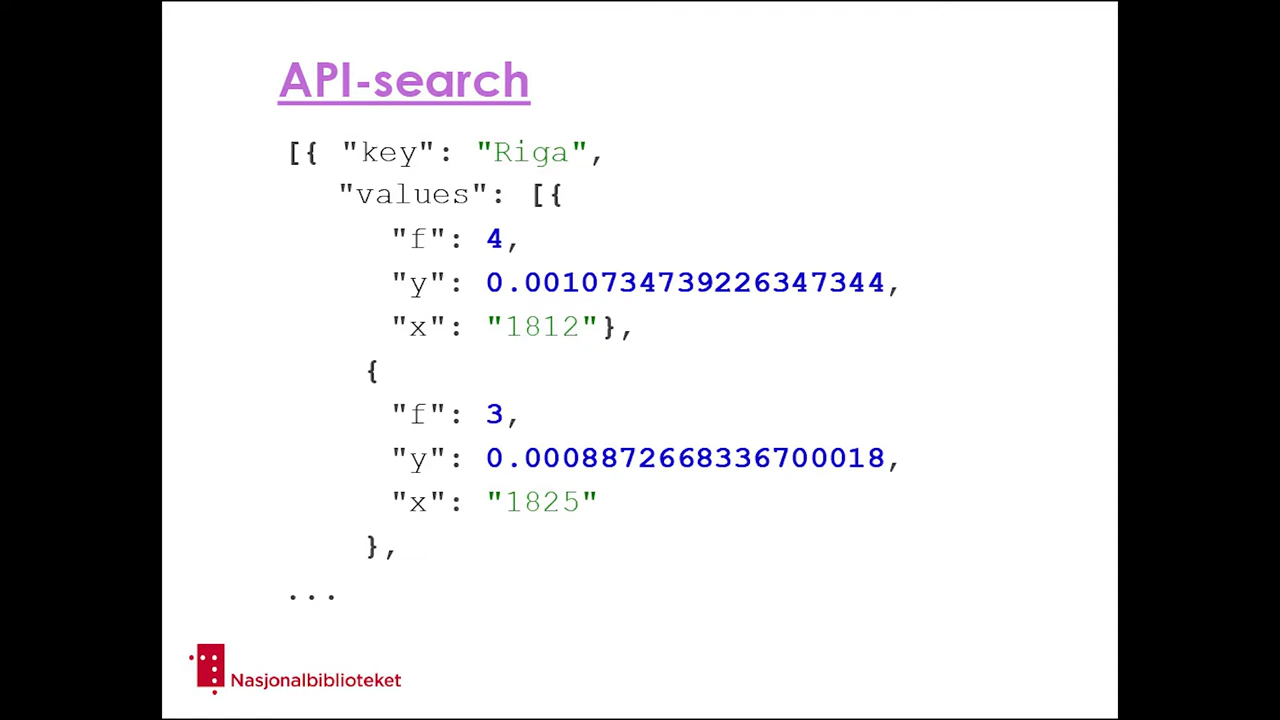 API-search
[{ "key": "Riga",
"values": [{
"f": 4,
"y": 0.0010734739226347344,
"x": "1812"},
{
"f": 3,
"y": 0.0008872668336700018,
"x": "1825"
},
...
Nasjonalbiblioteket